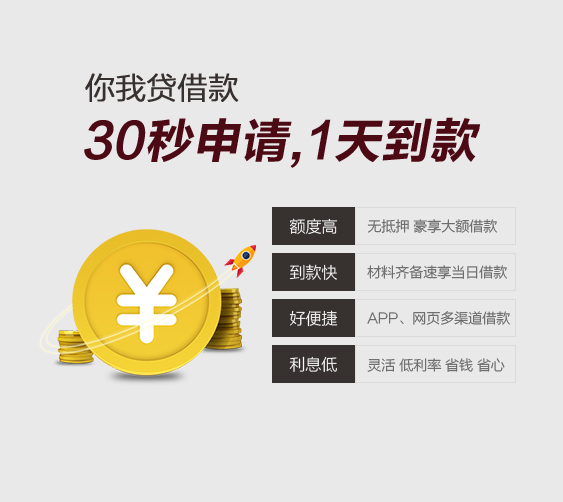 你我贷借款
30秒申请,1天到款
额度高 无抵押 豪享大额借款
到款快 材料齐备速享当日借款
好便捷 APP、网页多渠道借款
利息低 灵活 低利率 省钱 省心
¥